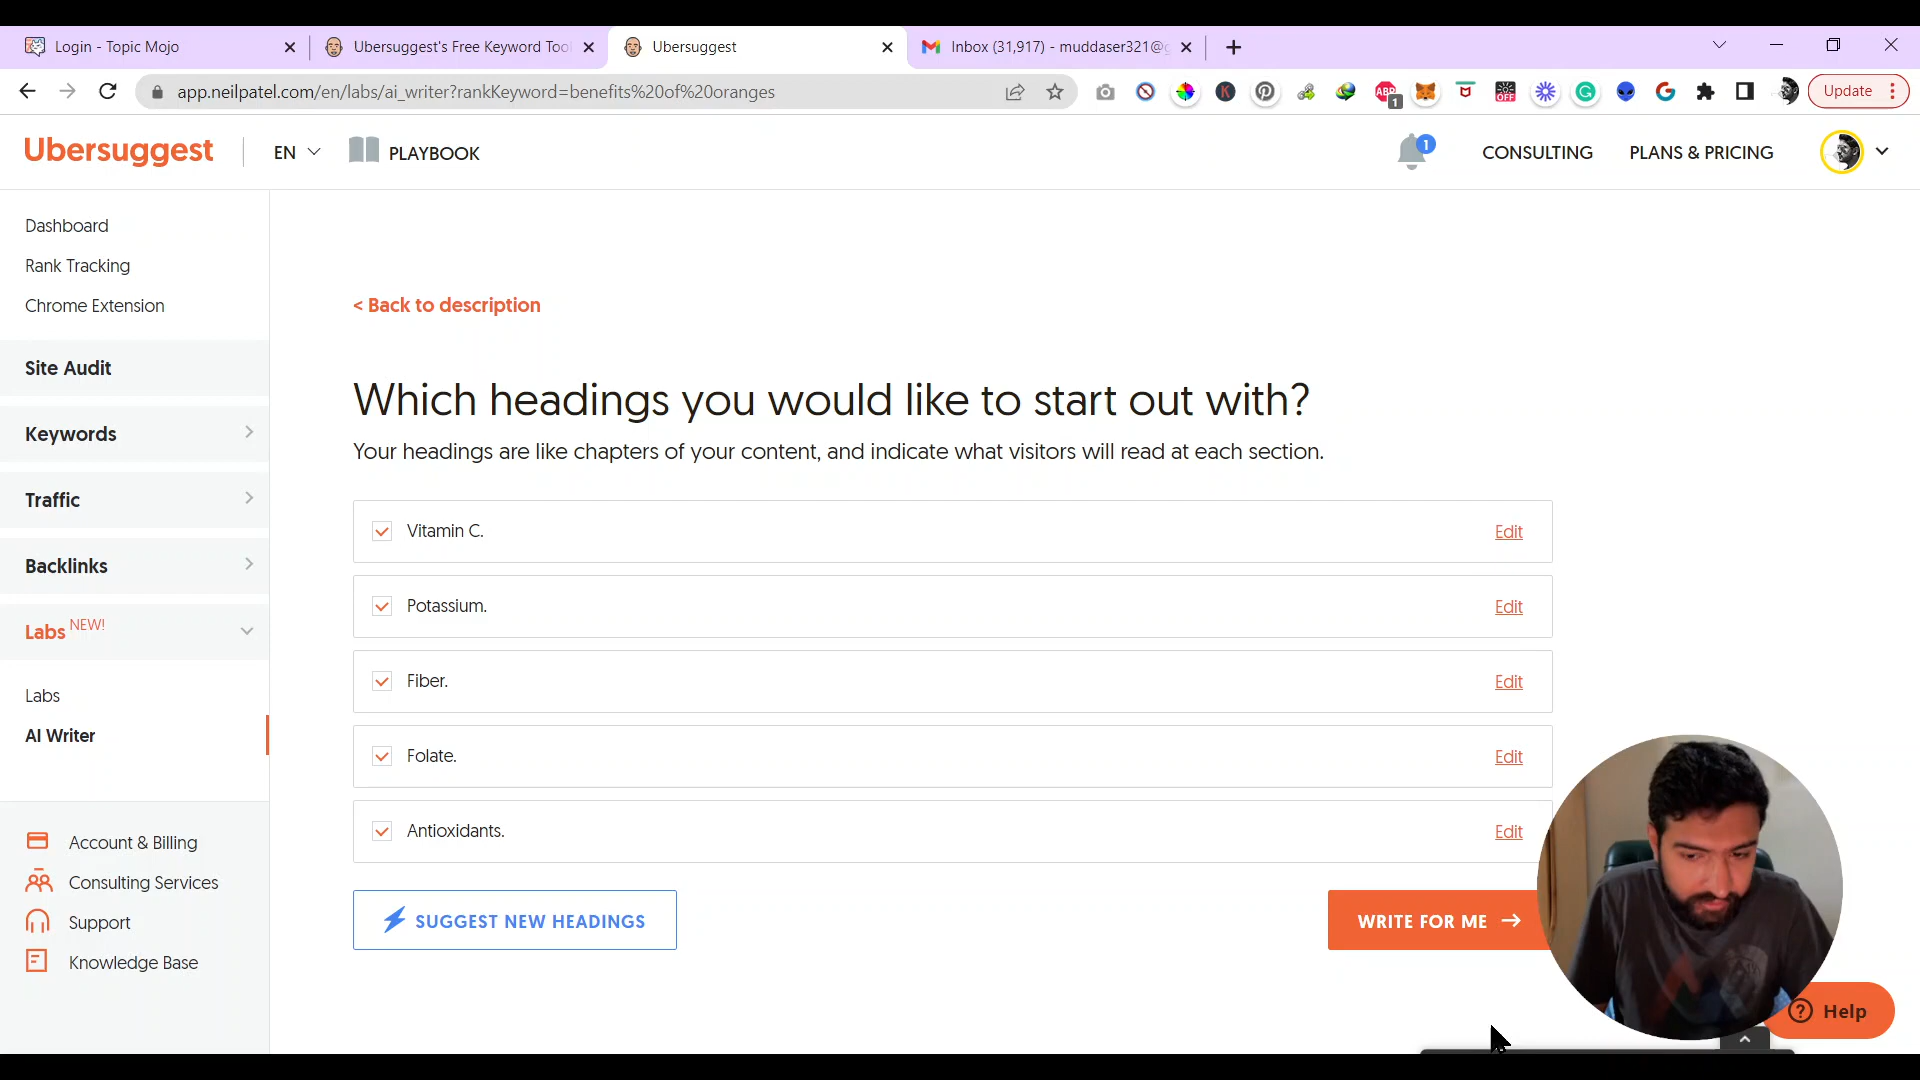 Login - Topic Mojo
Ubersuggest's Free Keyword Tool
Ubersuggest
Inbox (31,917) - muddaser321@g
app.neilpatel.com/en/labs/ai_writer?rankKeyword=benefits%20of%20oranges
ABP
1
OFF
Update
Ubersuggest
EN
PLAYBOOK
1
CONSULTING
PLANS & PRICING
Dashboard
Rank Tracking
Chrome Extension
Site Audit
Keywords
Traffic
Backlinks
Labs NEW!
Labs
AI Writer
Account & Billing
Consulting Services
Support
Knowledge Base
< Back to description
Which headings you would like to start out with?
Your headings are like chapters of your content, and indicate what visitors will read at each section.
Vitamin C. Edit
Potassium. Edit
Fiber. Edit
Folate. Edit
Antioxidants. Edit
SUGGEST NEW HEADINGS
WRITE FOR ME →
Help